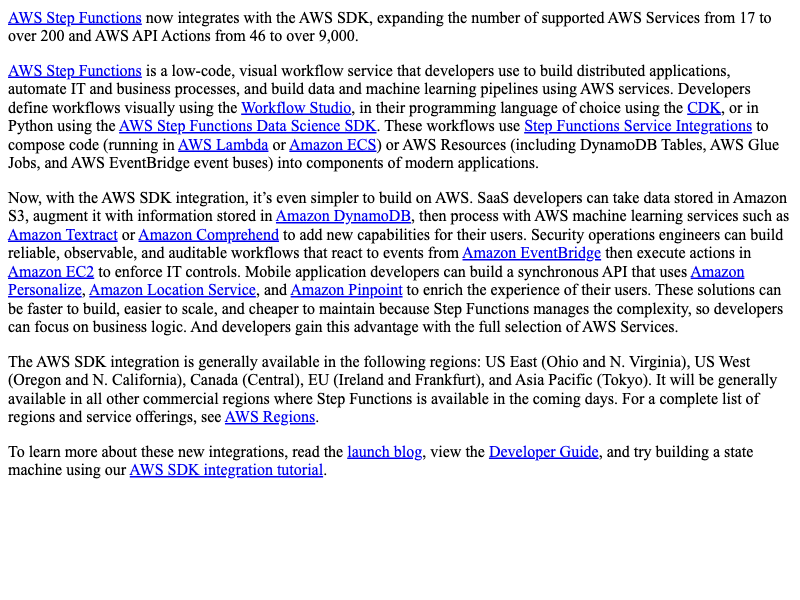 AWS Step Functions now integrates with the AWS SDK, expanding the number of supported AWS Services from 17 to
over 200 and AWS API Actions from 46 to over 9,000.
AWS Step Functions is a low-code, visual workflow service that developers use to build distributed applications,
automate IT and business processes, and build data and machine learning pipelines using AWS services. Developers
define workflows visually using the Workflow Studio, in their programming language of choice using the CDK, or in
Python using the AWS Step Functions Data Science SDK. These workflows use Step Functions Service Integrations to
compose code (running in AWS Lambda or Amazon ECS) or AWS Resources (including DynamoDB Tables, AWS Glue
Jobs, and AWS EventBridge event buses) into components of modern applications.
Now, with the AWS SDK integration, it’s even simpler to build on AWS. SaaS developers can take data stored in Amazon
S3, augment it with information stored in Amazon DynamoDB, then process with AWS machine learning services such as
Amazon Textract or Amazon Comprehend to add new capabilities for their users. Security operations engineers can build
reliable, observable, and auditable workflows that react to events from Amazon EventBridge then execute actions in
Amazon EC2 to enforce IT controls. Mobile application developers can build a synchronous API that uses Amazon
Personalize, Amazon Location Service, and Amazon Pinpoint to enrich the experience of their users. These solutions can
be faster to build, easier to scale, and cheaper to maintain because Step Functions manages the complexity, so developers
can focus on business logic. And developers gain this advantage with the full selection of AWS Services.
The AWS SDK integration is generally available in the following regions: US East (Ohio and N. Virginia), US West
(Oregon and N. California), Canada (Central), EU (Ireland and Frankfurt), and Asia Pacific (Tokyo). It will be generally
available in all other commercial regions where Step Functions is available in the coming days. For a complete list of
regions and service offerings, see AWS Regions.
To learn more about these new integrations, read the launch blog, view the Developer Guide, and try building a state
machine using our AWS SDK integration tutorial.